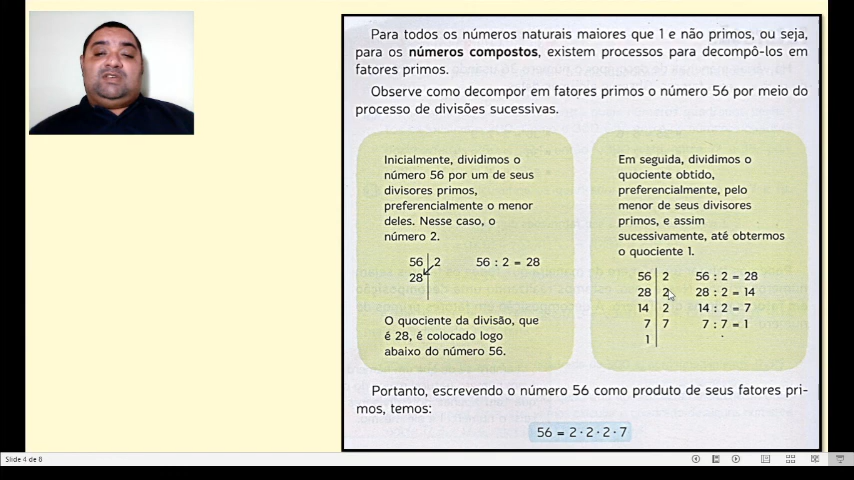 Para todos os números naturais maiores que 1 e não primos, ou seja,
para os números compostos, existem processos para decompô-los em
fatores primos.
Observe como decompor em fatores primos o número 56 por meio do
processo de divisões sucessivas.
Inicialmente, dividimos o
número 56 por um de seus
divisores primos,
preferencialmente o menor
deles. Nesse caso, o
número 2.
56 2 56 : 2 = 28
28
O quociente da divisão, que
é 28, é colocado logo
abaixo do número 56.
Em seguida, dividimos o
quociente obtido,
preferencialmente, pelo
menor de seus divisores
primos, e assim
sucessivamente, até obtermos
o quociente 1.
56 2 56 : 2 = 28
28 2 28 : 2 = 14
14 2 14 : 2 = 7
7 7 7 : 7 = 1
1
Portanto, escrevendo o número 56 como produto de seus fatores pri-
mos, temos:
56 = 2 · 2 · 2 · 7
Slide 4 de 8